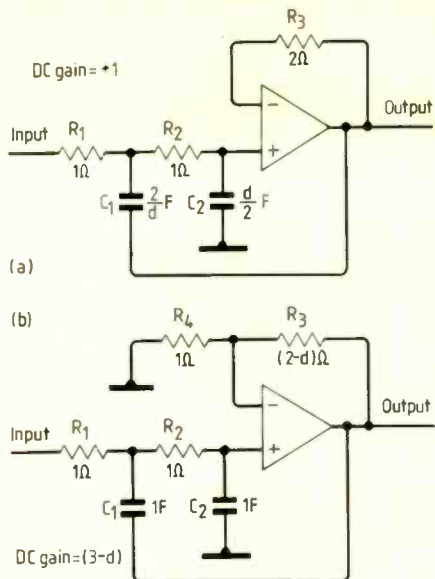 R3
2Ω
DC gain = +1
Input R1 R2 Output
1Ω 1Ω
C1 2/d F C2 d/2 F
(a)
(b)
R4 R3
1Ω (2-d)Ω
Input R1 R2 Output
1Ω 1Ω
C1 1F C2 1F
DC gain=(3-d)
−
+
−
+